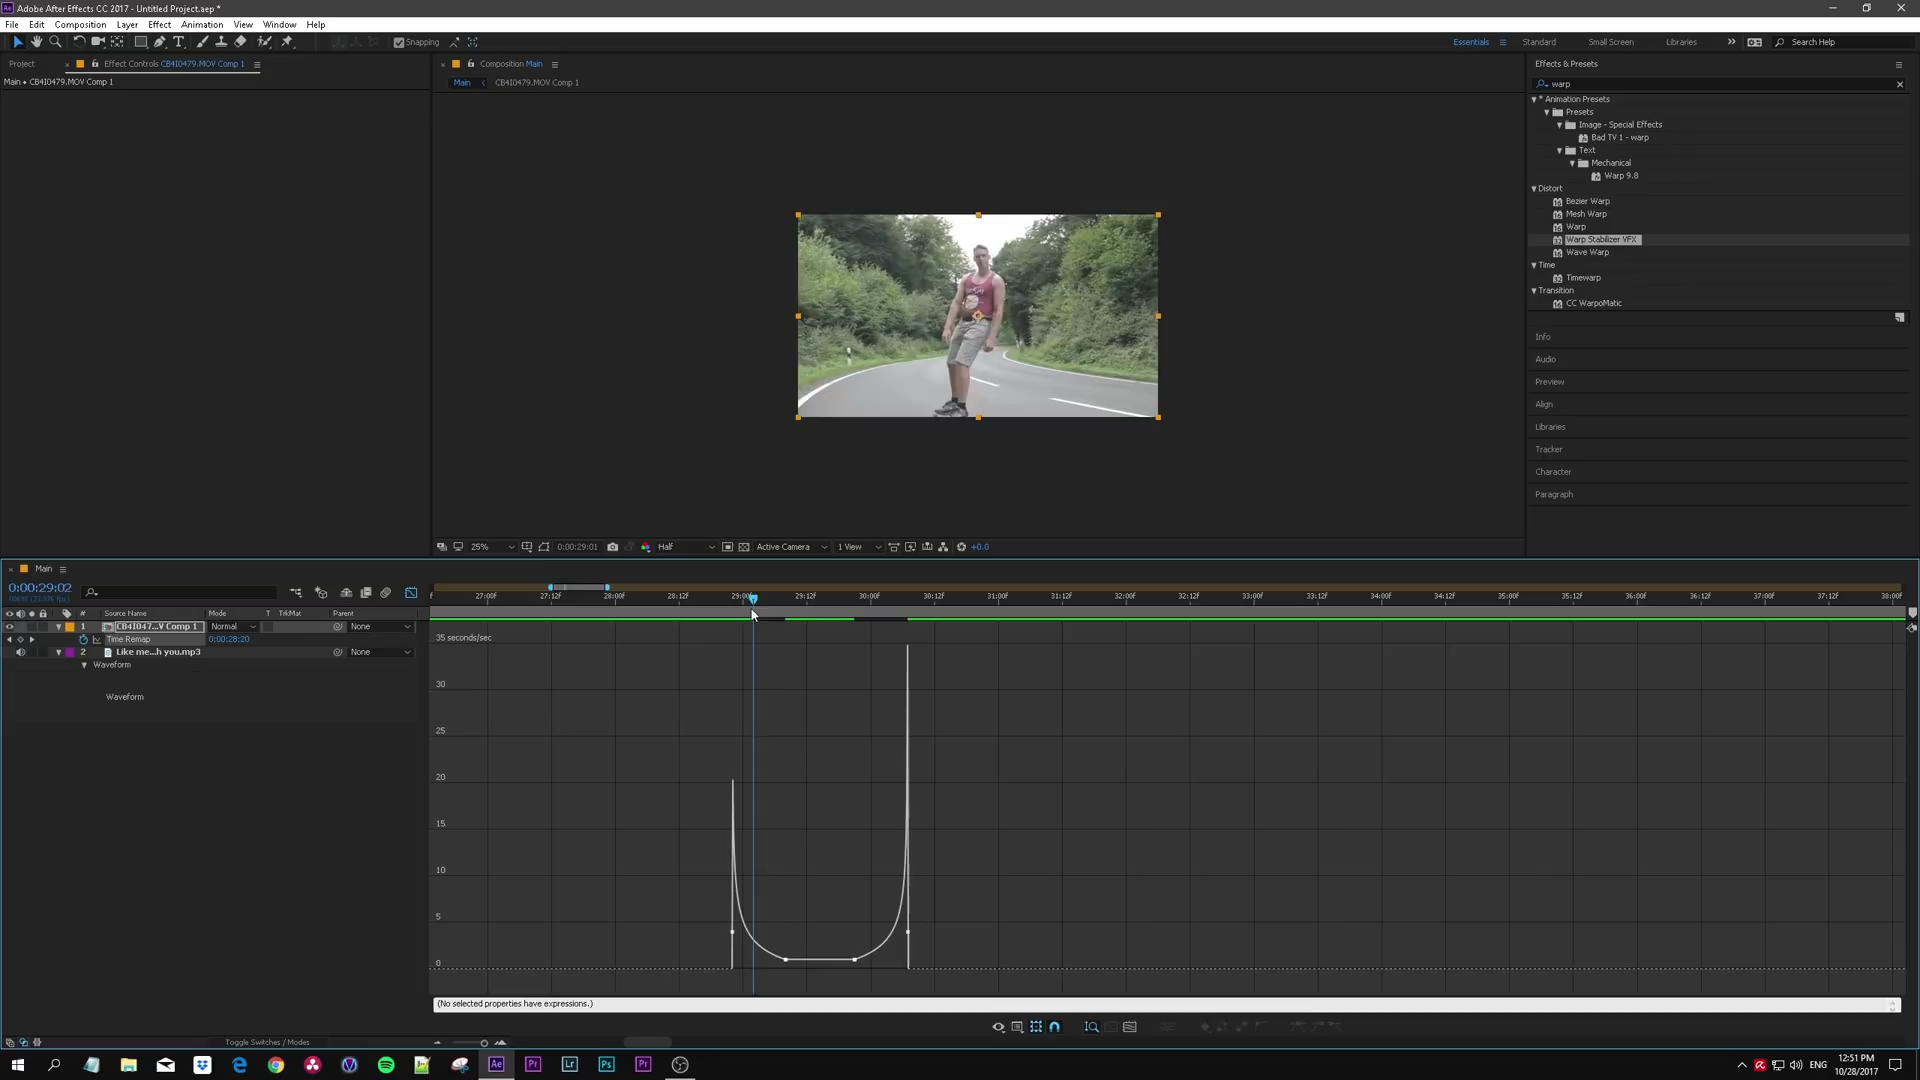 Adobe After Effects CC 2017 - Untitled Project.aep *
File Edit Composition Layer Effect Animation View Window Help
Snapping
Essentials Standard Small Screen Libraries Search Help
Project Effect Controls CB4I0479.MOV Comp 1
Main • CB4I0479.MOV Comp 1
Composition Main
Main CB4I0479.MOV Comp 1
Effects & Presets
warp
* Animation Presets
Presets
Image - Special Effects
Bad TV 1 - warp
Text
Mechanical
Warp 9.8
Distort
Bezier Warp
Mesh Warp
Warp
Warp Stabilizer VFX
Wave Warp
Time
Timewarp
Transition
CC WarpoMatic
Info
Audio
Preview
Align
Libraries
Tracker
Character
Paragraph
25% 0:00:29:01 Half Active Camera 1 View +0.0
Main
0:00:29:02
27:00f 27:12f 28:00f 28:12f 29:12f 30:00f 30:12f 31:00f 31:12f 32:00f 32:12f 33:00f 33:12f 34:00f 34:12f 35:00f 35:12f 36:00f 36:12f 37:00f 37:12f 38:00f
# Source Name Mode T TrkMat Parent
1 CB4I047...V Comp 1 Normal None
Time Remap 0:00:28:20
2 Like me...h you.mp3 None
Waveform
Waveform
35 seconds/sec
30
25
20
15
10
5
0
(No selected properties have expressions.)
Toggle Switches / Modes
Ae Pr Lr Ps Pr
ENG
12:51 PM
10/28/2017